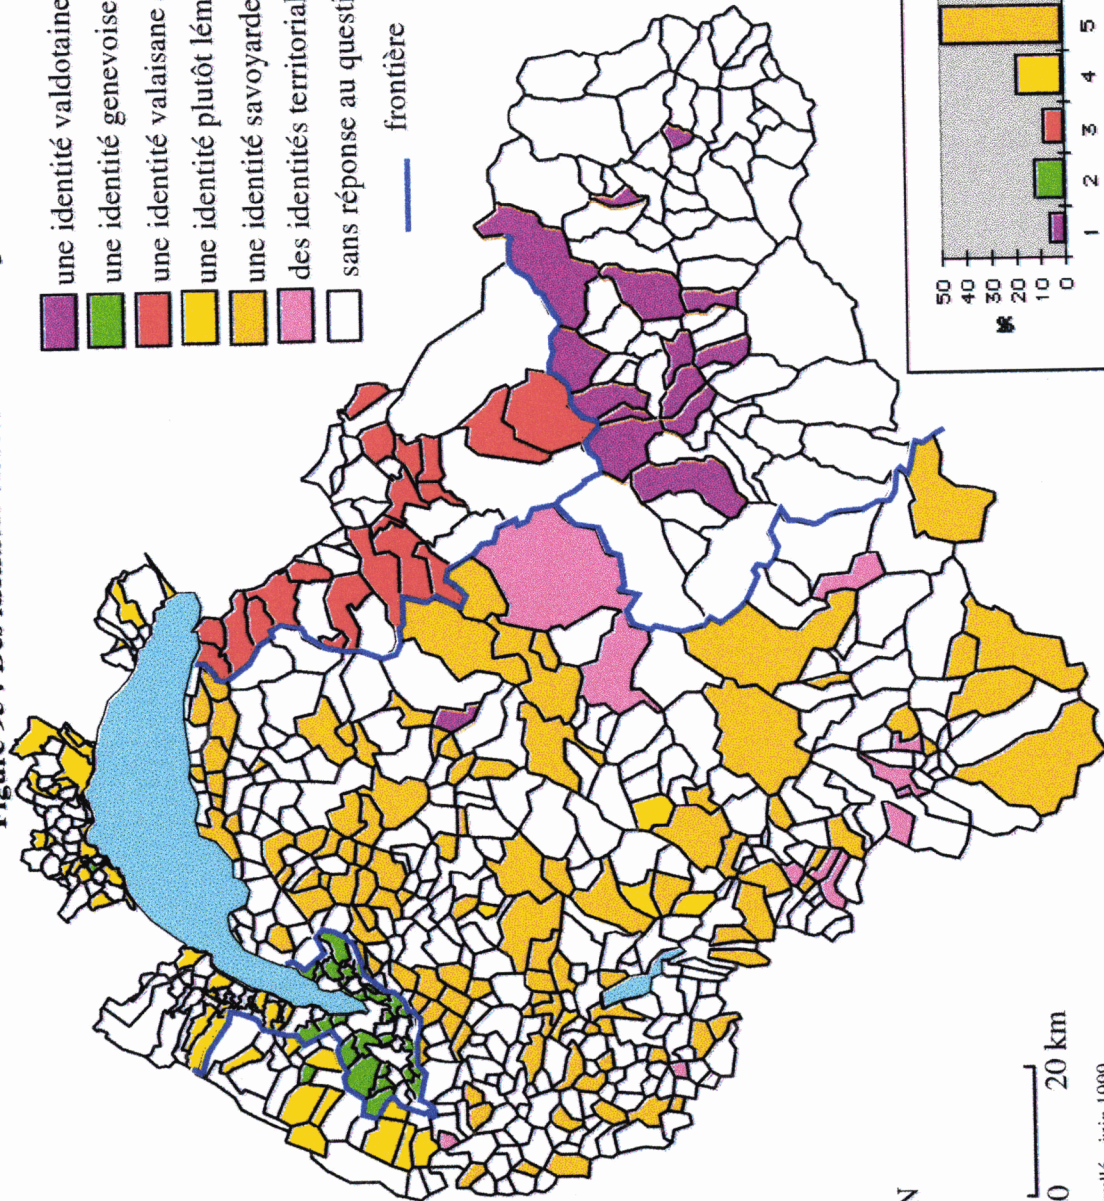 une identité valdotaine
une identité genevoise
une identité valaisane
une identité plutôt lém
une identité savoyarde
des identités territorial
sans réponse au questi
frontière
50
40
30
20
10
0
%
1
2
3
4
5
N
0
20 km
juin 1999